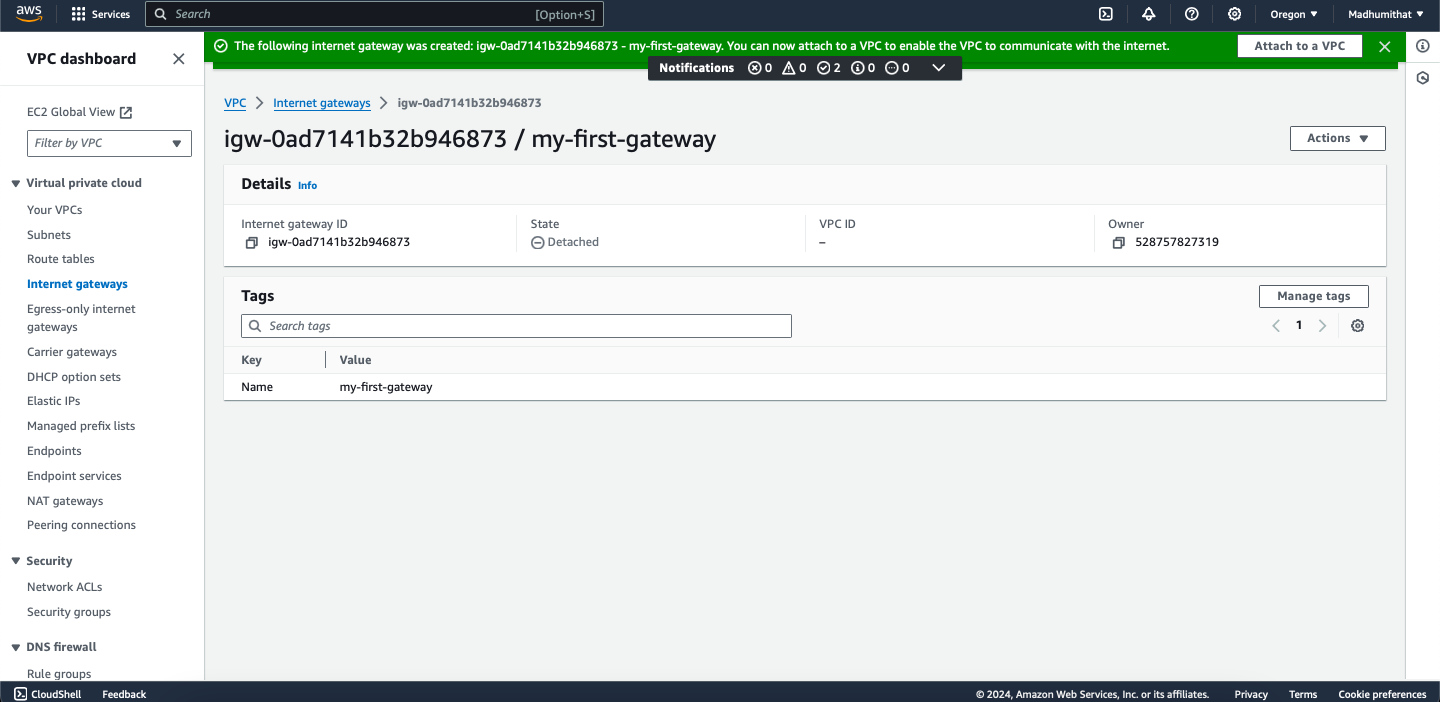 aws
Services
Search
[Option+S]
Oregon
Madhumithat
VPC dashboard
The following internet gateway was created: igw-0ad7141b32b946873 - my-first-gateway. You can now attach to a VPC to enable the VPC to communicate with the internet.
Attach to a VPC
Notifications 0 0 2 0 0
EC2 Global View
Filter by VPC
Virtual private cloud
Your VPCs
Subnets
Route tables
Internet gateways
Egress-only internet
gateways
Carrier gateways
DHCP option sets
Elastic IPs
Managed prefix lists
Endpoints
Endpoint services
NAT gateways
Peering connections
Security
Network ACLs
Security groups
DNS firewall
Rule groups
VPC > Internet gateways > igw-0ad7141b32b946873
igw-0ad7141b32b946873 / my-first-gateway
Actions
Details Info
Internet gateway ID
igw-0ad7141b32b946873
State
Detached
VPC ID
–
Owner
528757827319
Tags
Manage tags
Search tags
1
Key Value
Name my-first-gateway
CloudShell
Feedback
© 2024, Amazon Web Services, Inc. or its affiliates.
Privacy
Terms
Cookie preferences